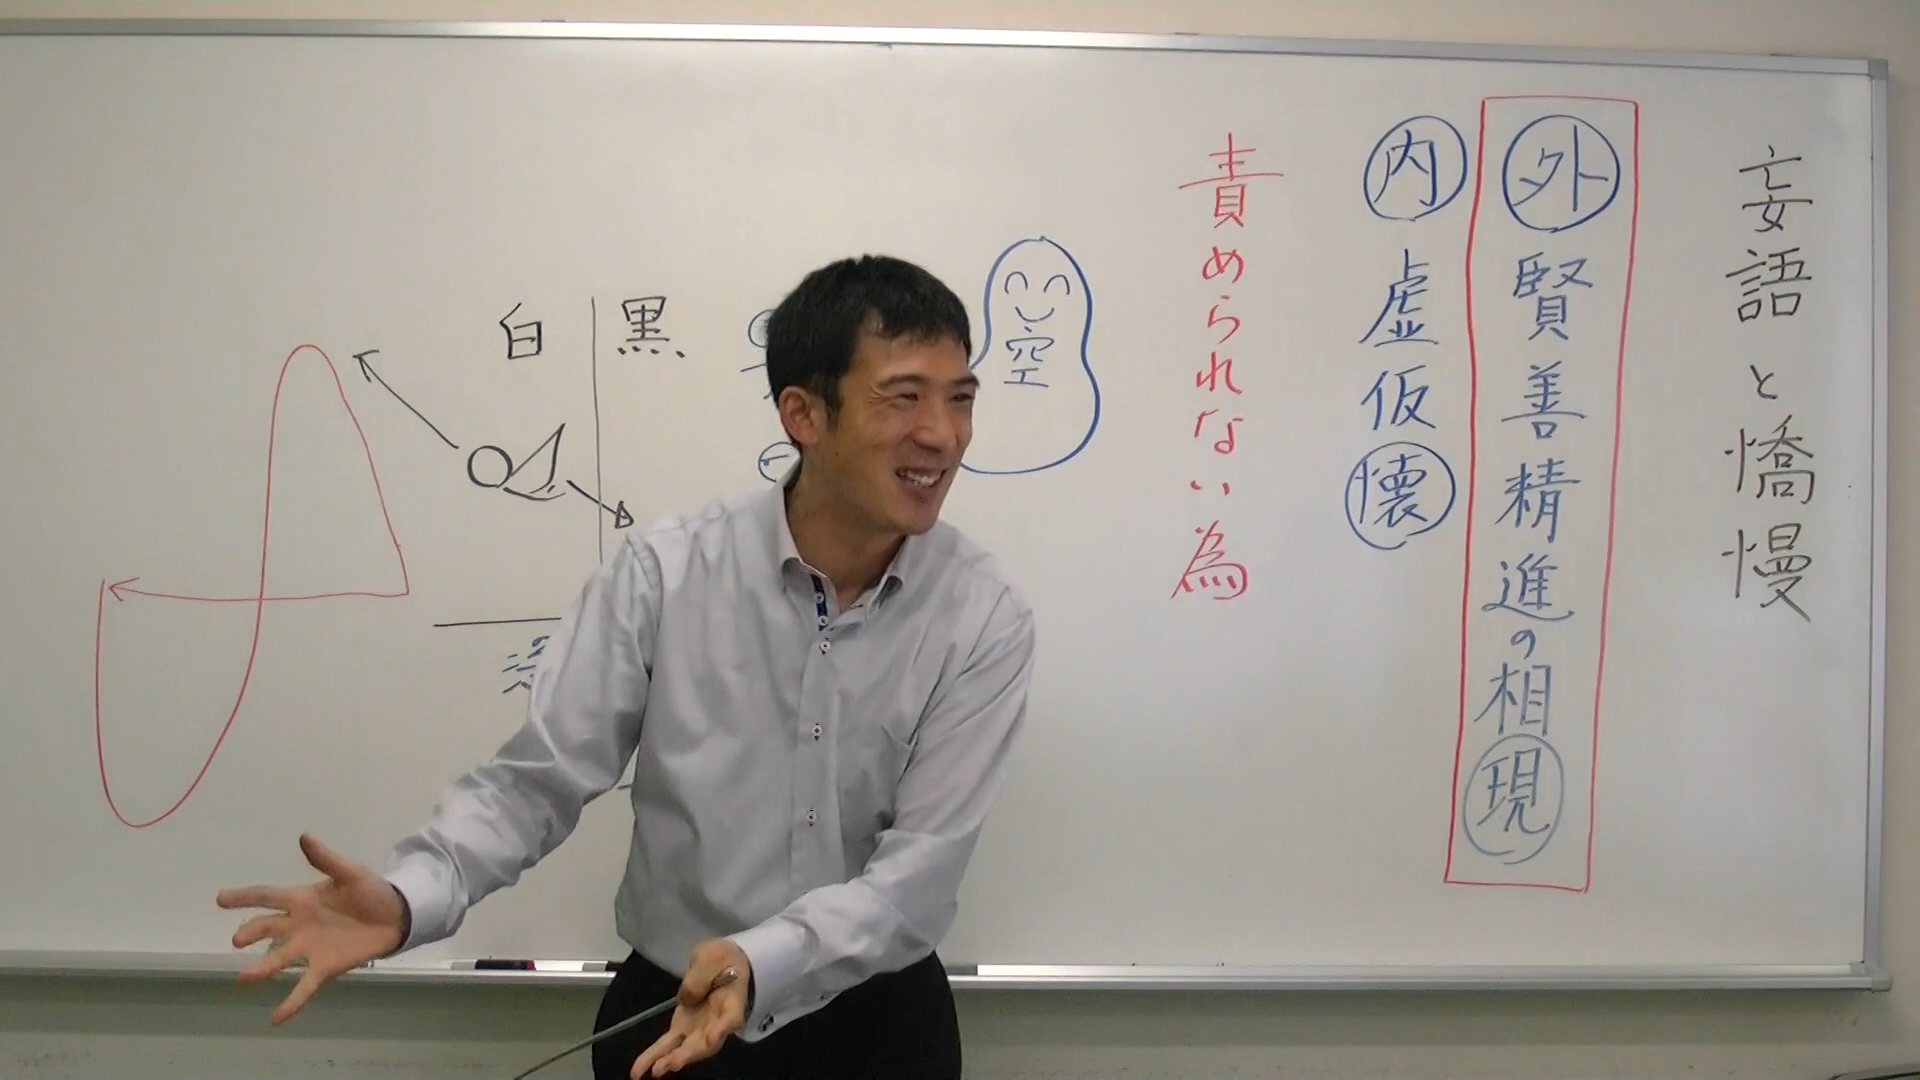 妄語と憍慢
外賢善精進の相現
内虚仮懐
責められない為
空
黒
白